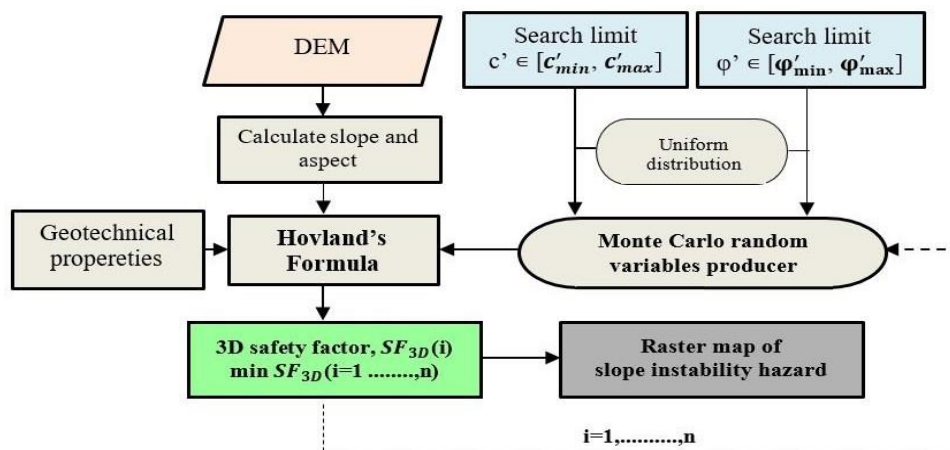 DEM
Search limit
c’ ∈ [c′min, c′max]
Search limit
φ’ ∈ [φ′min, φ′max]
Calculate slope and
aspect
Uniform
distribution
Geotechnical
propereties
Hovland’s
Formula
Monte Carlo random
variables producer
3D safety factor, SF3D(i)
min SF3D(i=1 ........,n)
Raster map of
slope instability hazard
i=1,..........,n